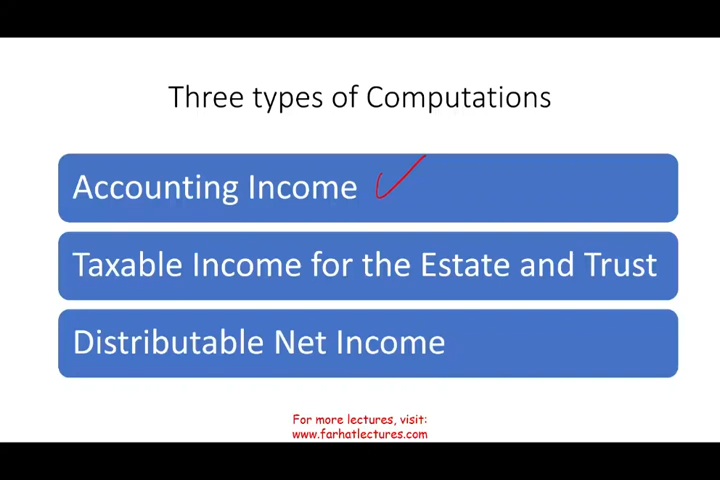 Three types of Computations
Accounting Income
Taxable Income for the Estate and Trust
Distributable Net Income
For more lectures, visit:
www.farhatlectures.com